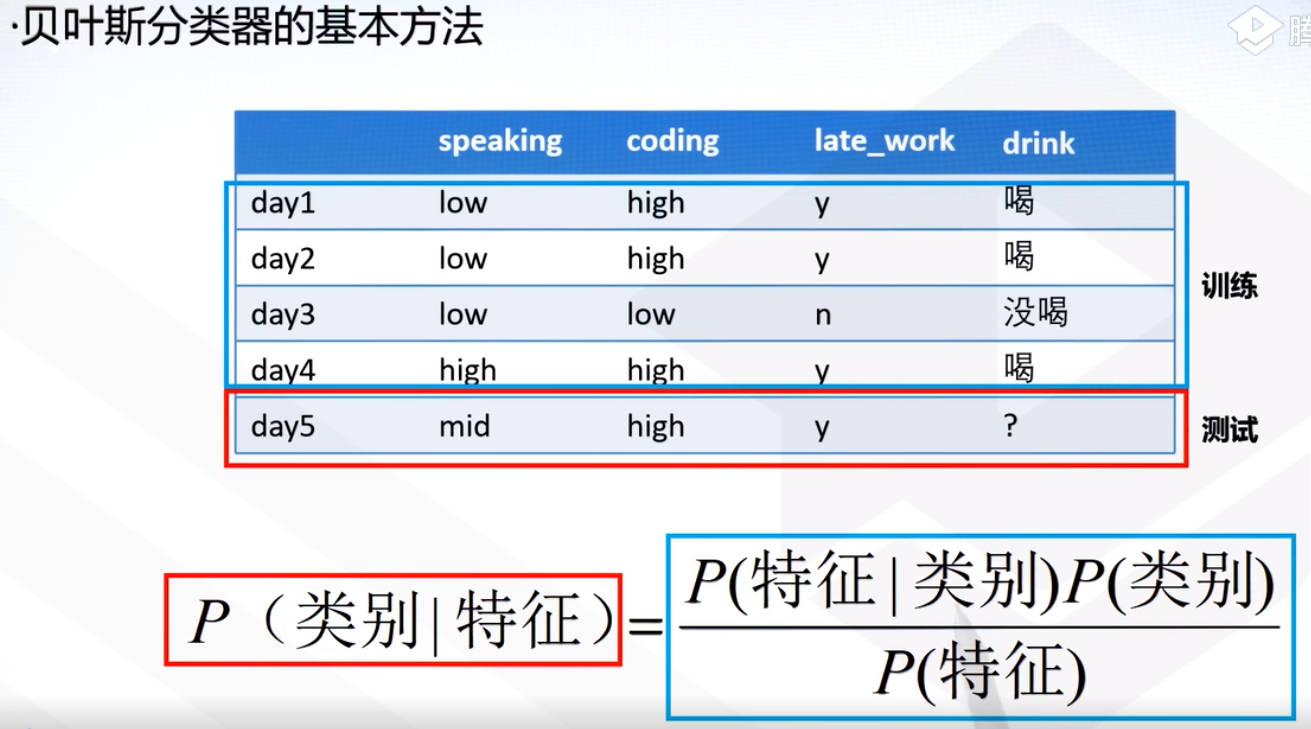 ·贝叶斯分类器的基本方法
腾
speaking coding late_work drink
day1 low high y 喝
day2 low high y 喝
day3 low low n 没喝
day4 high high y 喝
day5 mid high y ?
训练
测试
P（类别|特征）= P(特征|类别)P(类别)
P(特征)